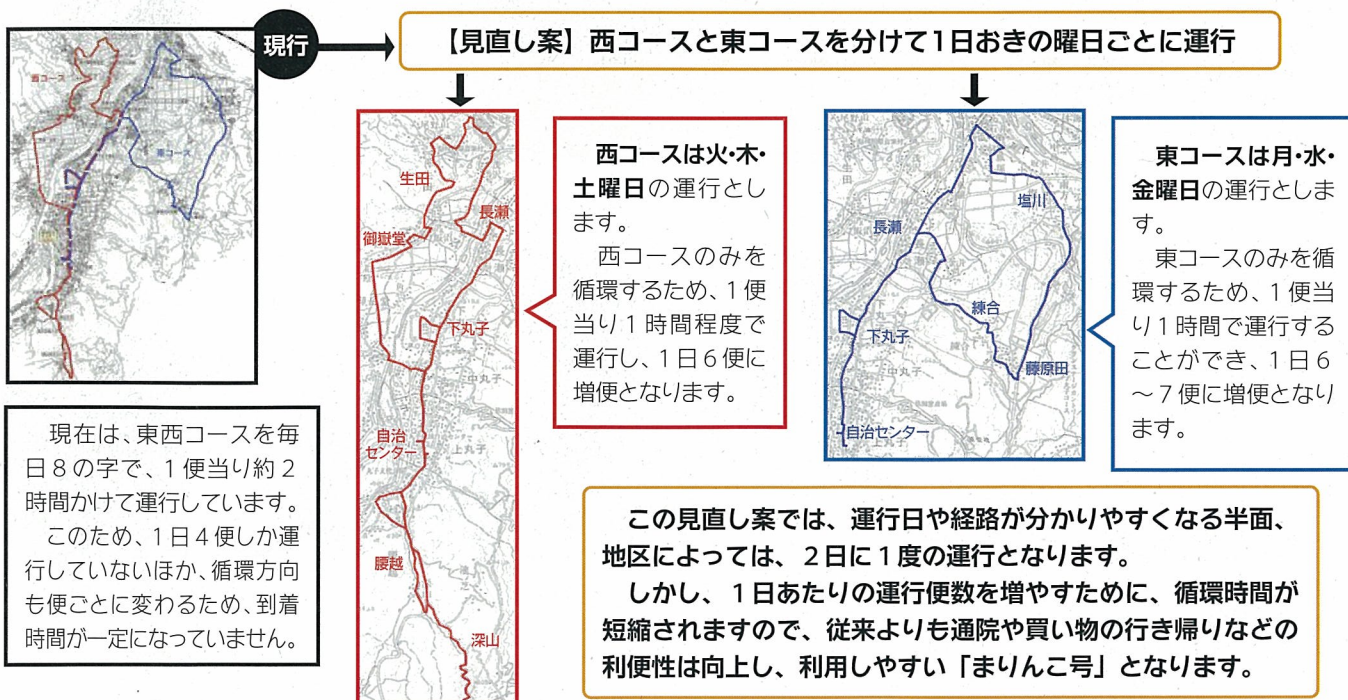 現行
【見直し案】西コースと東コースを分けて1日おきの曜日ごとに運行
西コース
東コース
現在は、東西コースを毎
日8の字で、1便当り約2
時間かけて運行しています。
このため、1日4便しか運
行していないほか、循環方向
も便ごとに変わるため、到着
時間が一定になっていません。
生田
長瀬
御嶽堂
下丸子
中丸子
自治
センター
上丸子
腰越
深山
西コースは火・木・
土曜日の運行とし
ます。
西コースのみを
循環するため、1便
当り1時間程度で
運行し、1日6便に
増便となります。
生田
塩川
長瀬
練合
下丸子
藤原田
中丸子
自治センター
上丸子
東コースは月・水・
金曜日の運行としま
す。
東コースのみを循
環するため、1便当
り1時間で運行する
ことができ、1日6
～7便に増便となり
ます。
この見直し案では、運行日や経路が分かりやすくなる半面、
地区によっては、2日に1度の運行となります。
しかし、1日あたりの運行便数を増やすために、循環時間が
短縮されますので、従来よりも通院や買い物の行き帰りなどの
利便性は向上し、利用しやすい「まりんこ号」となります。